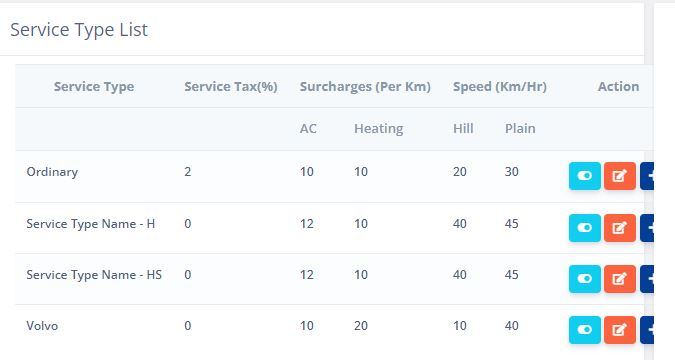 Service Type List
Service Type Service Tax(%) Surcharges (Per Km) Speed (Km/Hr) Action
AC Heating Hill Plain
Ordinary 2 10 10 20 30
Service Type Name - H 0 12 10 40 45
Service Type Name - HS 0 12 10 40 45
Volvo 0 10 20 10 40